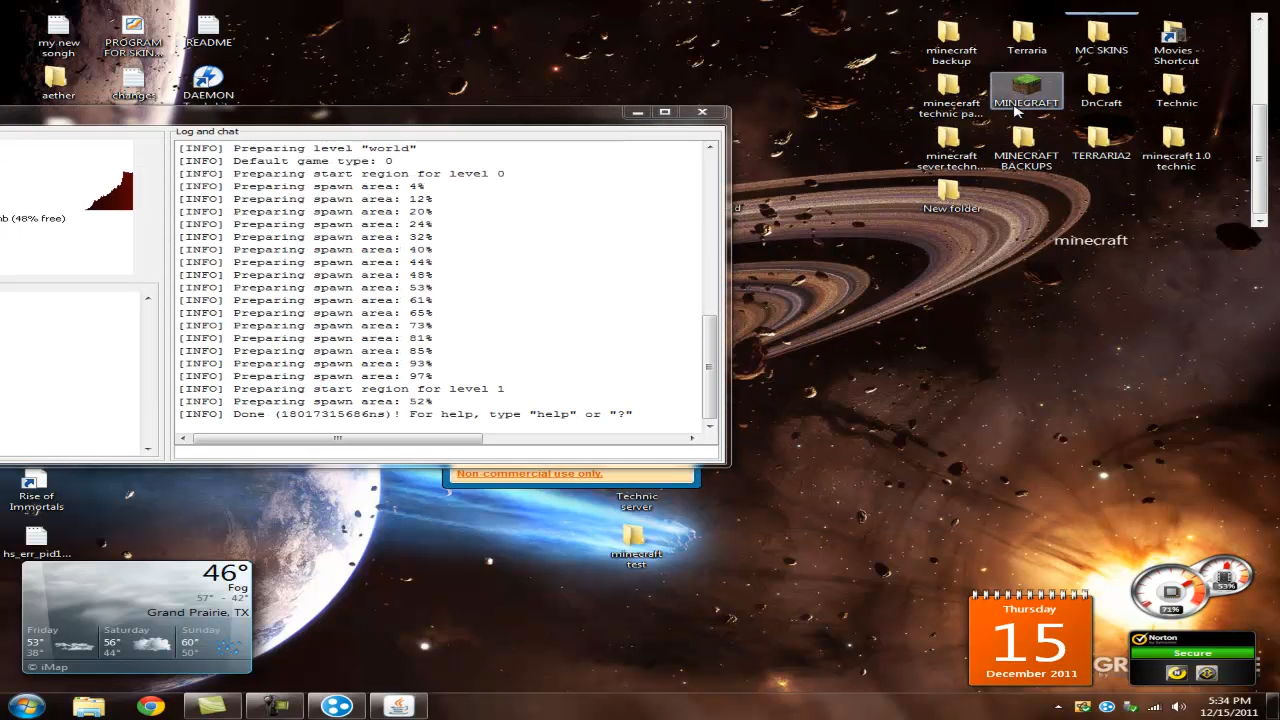 my new
songh
PROGRAM
FOR SKIN...
README
aether
changes
DAEMON
minecraft
backup
Terraria
MC SKINS
Movies -
Shortcut
mineceraft
technic pa...
MINEGRAFT
DnCraft
Technic
minecraft
sever techn...
MINECRAFT
BACKUPS
TERRARIA2
minecraft 1.0
technic
New folder
minecraft
Log and chat
mb (48% free)
[INFO] Preparing level "world"
[INFO] Default game type: 0
[INFO] Preparing start region for level 0
[INFO] Preparing spawn area: 4%
[INFO] Preparing spawn area: 12%
[INFO] Preparing spawn area: 20%
[INFO] Preparing spawn area: 24%
[INFO] Preparing spawn area: 32%
[INFO] Preparing spawn area: 40%
[INFO] Preparing spawn area: 44%
[INFO] Preparing spawn area: 48%
[INFO] Preparing spawn area: 53%
[INFO] Preparing spawn area: 61%
[INFO] Preparing spawn area: 65%
[INFO] Preparing spawn area: 73%
[INFO] Preparing spawn area: 81%
[INFO] Preparing spawn area: 85%
[INFO] Preparing spawn area: 93%
[INFO] Preparing spawn area: 97%
[INFO] Preparing start region for level 1
[INFO] Preparing spawn area: 52%
[INFO] Done (18017315686ns)! For help, type "help" or "?"
Non-commercial use only.
Rise of
Immortals
Technic
server
hs_err_pid1...
minecraft
test
46°
Fog
57° - 42°
Grand Prairie, TX
Friday
53°
38°
Saturday
56°
44°
Sunday
60°
50°
© iMap
Thursday
15
December 2011
71%
53%
Norton
Secure
GR
5:34 PM
12/15/2011